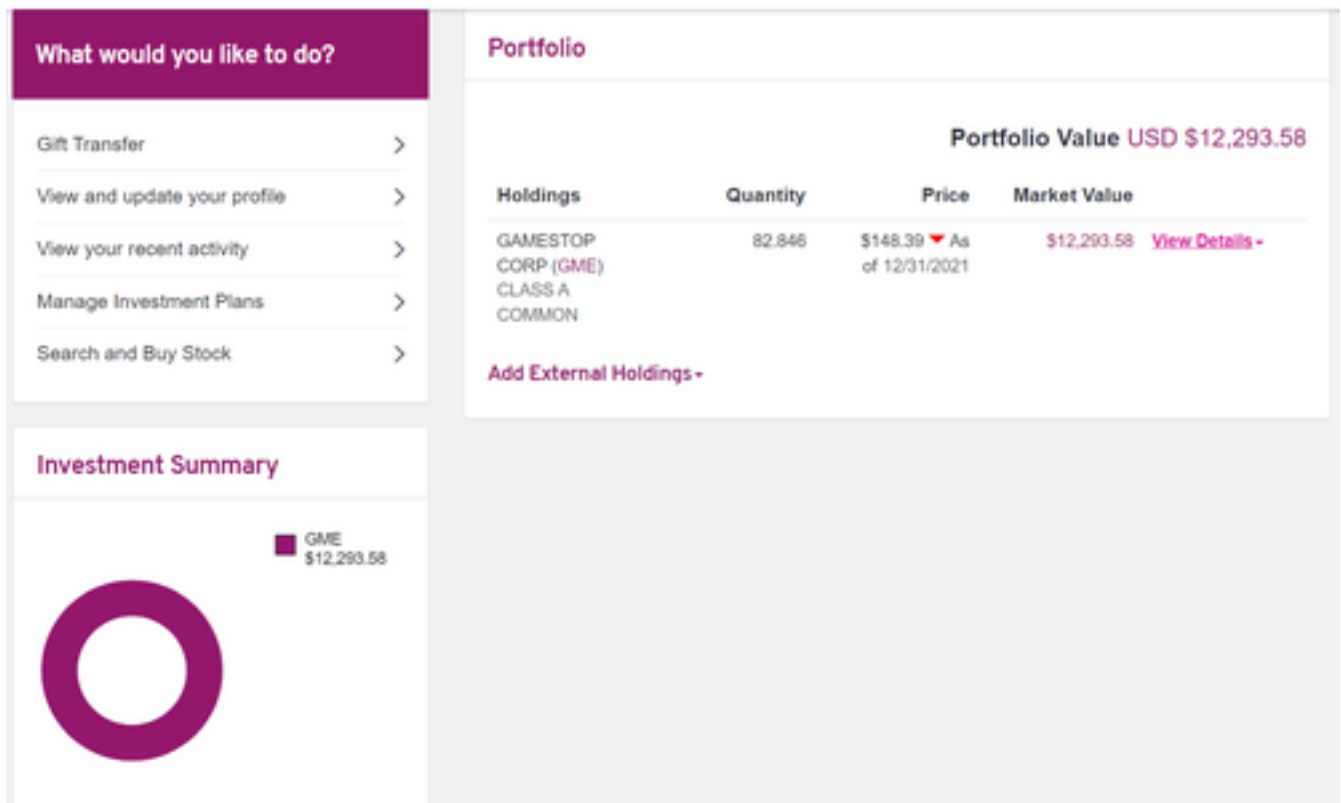 What would you like to do?
Gift Transfer
View and update your profile
View your recent activity
Manage Investment Plans
Search and Buy Stock
Portfolio
Portfolio Value USD $12,293.58
Holdings Quantity Price Market Value
GAMESTOP 82.846 $148.39 As $12,293.58 View Details
CORP (GME) of 12/31/2021
CLASS A
COMMON
Add External Holdings
Investment Summary
GME
$12,293.58